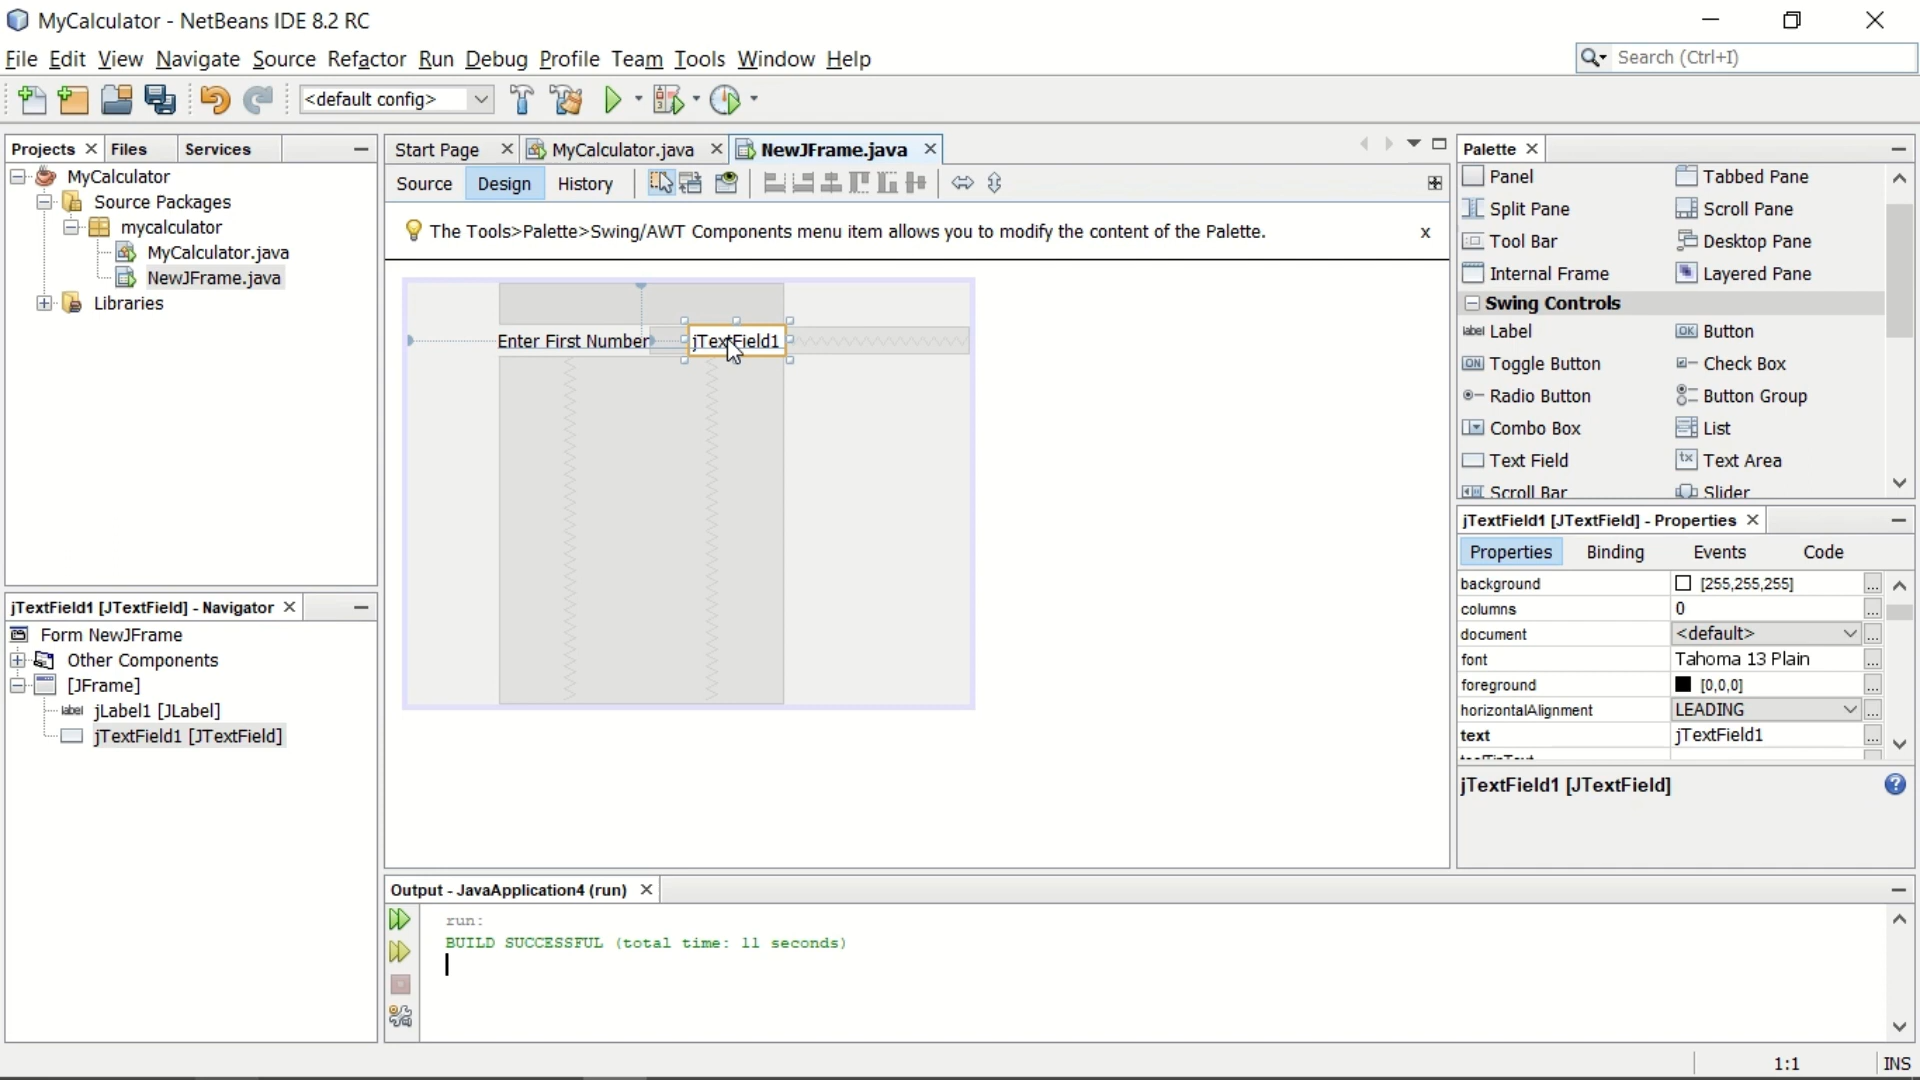 MyCalculator - NetBeans IDE 8.2 RC
File Edit View Navigate Source Refactor Run Debug Profile Team Tools Window Help
Search (Ctrl+I)
<default config>
Projects Files Services
MyCalculator
Source Packages
mycalculator
MyCalculator.java
NewJFrame.java
Libraries
jTextField1 [JTextField] - Navigator
Form NewJFrame
Other Components
[JFrame]
label jLabel1 [JLabel]
jTextField1 [JTextField]
Start Page MyCalculator.java NewJFrame.java
Source Design History
The Tools>Palette>Swing/AWT Components menu item allows you to modify the content of the Palette. x
Enter First Number jTextField1
Output - JavaApplication4 (run)
run:
BUILD SUCCESSFUL (total time: 11 seconds)
Palette
Panel Tabbed Pane
Split Pane Scroll Pane
Tool Bar Desktop Pane
Internal Frame Layered Pane
Swing Controls
label Label OK Button
ON Toggle Button Check Box
Radio Button Button Group
Combo Box List
Text Field tx Text Area
Scroll Bar Slider
jTextField1 [JTextField] - Properties
Properties Binding Events Code
background [255,255,255] ...
columns 0 ...
document <default> ...
font Tahoma 13 Plain ...
foreground [0,0,0] ...
horizontalAlignment LEADING ...
text jTextField1 ...
jTextField1 [JTextField] ?
1:1 INS